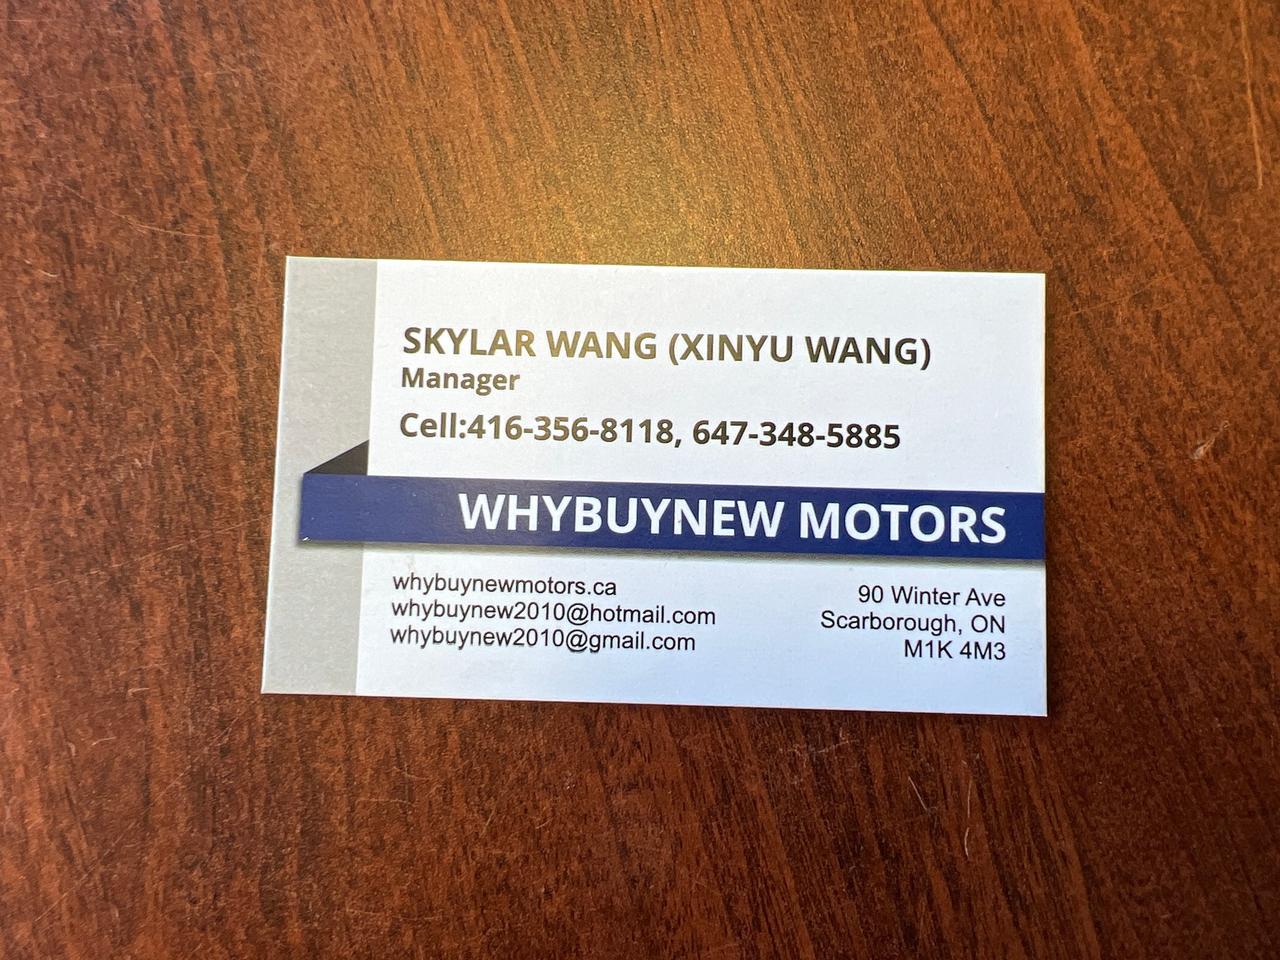 SKYLAR WANG (XINYU WANG)
Manager
Cell:416-356-8118, 647-348-5885
WHYBUYNEW MOTORS
whybuynewmotors.ca
whybuynew2010@hotmail.com
whybuynew2010@gmail.com
90 Winter Ave
Scarborough, ON
M1K 4M3